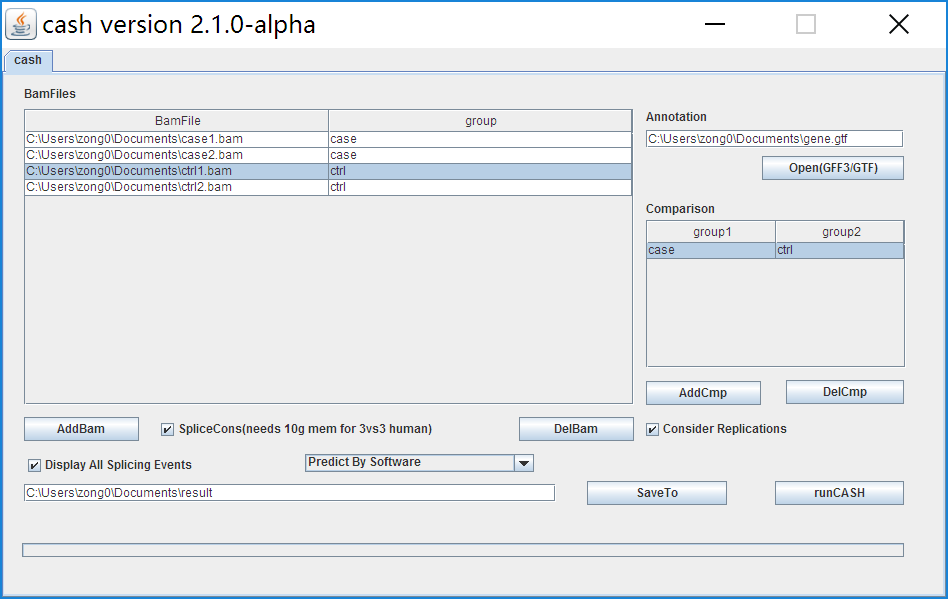 cash version 2.1.0-alpha
cash
BamFiles
BamFile group
C:\Users\zong0\Documents\case1.bam case
C:\Users\zong0\Documents\case2.bam case
C:\Users\zong0\Documents\ctrl1.bam ctrl
C:\Users\zong0\Documents\ctrl2.bam ctrl
Annotation
C:\Users\zong0\Documents\gene.gtf
Open(GFF3/GTF)
Comparison
group1 group2
case ctrl
AddCmp DelCmp
AddBam SpliceCons(needs 10g mem for 3vs3 human) DelBam Consider Replications
Display All Splicing Events Predict By Software
C:\Users\zong0\Documents\result SaveTo runCASH